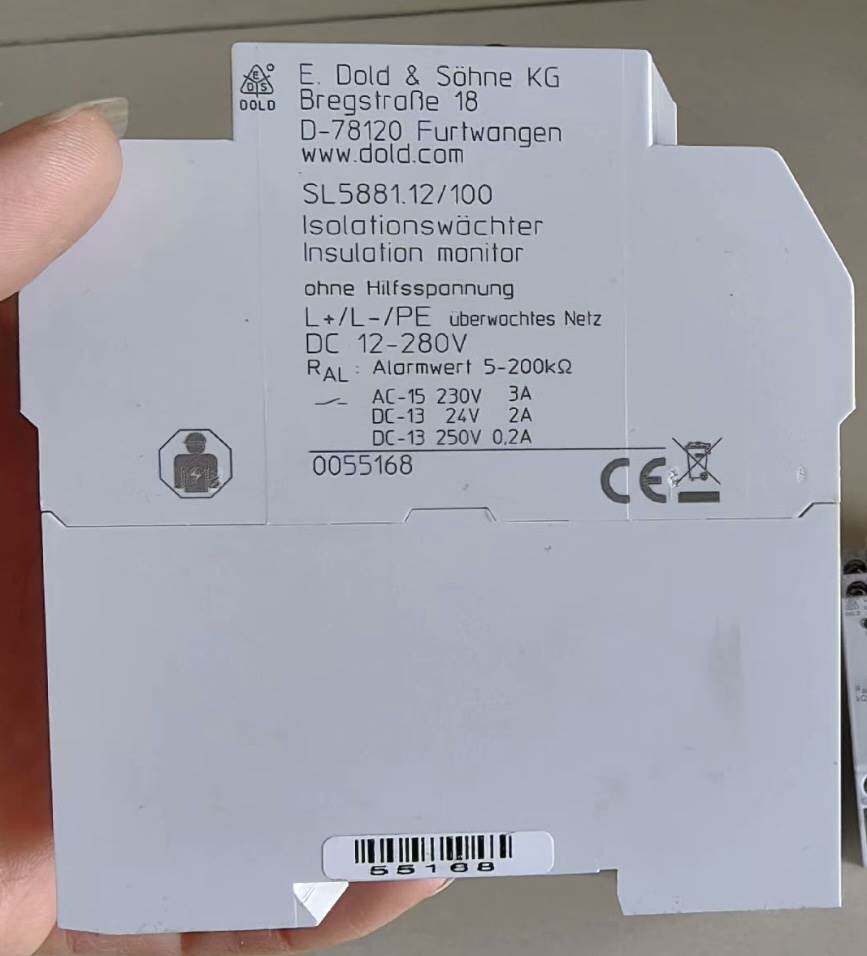 E. Dold & Söhne KG
DOLD
Bregstraße 18
D-78120 Furtwangen
www.dold.com
SL5881.12/100
Isolationswächter
Insulation monitor
ohne Hilfsspannung
L+/L-/PE überwachtes Netz
DC 12-280V
RAL: Alarmwert 5-200kΩ
AC-15 230V 3A
DC-13 24V 2A
DC-13 250V 0,2A
0055168
CE
55168